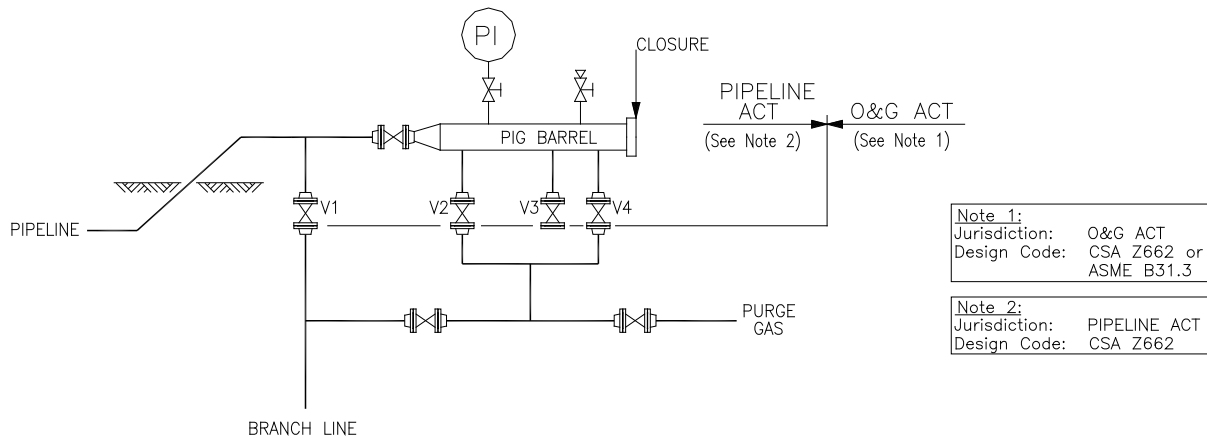 PI
CLOSURE
PIPELINE
ACT
(See Note 2)
O&G ACT
(See Note 1)
PIG BARREL
V1
V2
V3
V4
PIPELINE
Note 1:
Jurisdiction: O&G ACT
Design Code: CSA Z662 or
ASME B31.3
Note 2:
Jurisdiction: PIPELINE ACT
Design Code: CSA Z662
PURGE
GAS
BRANCH LINE